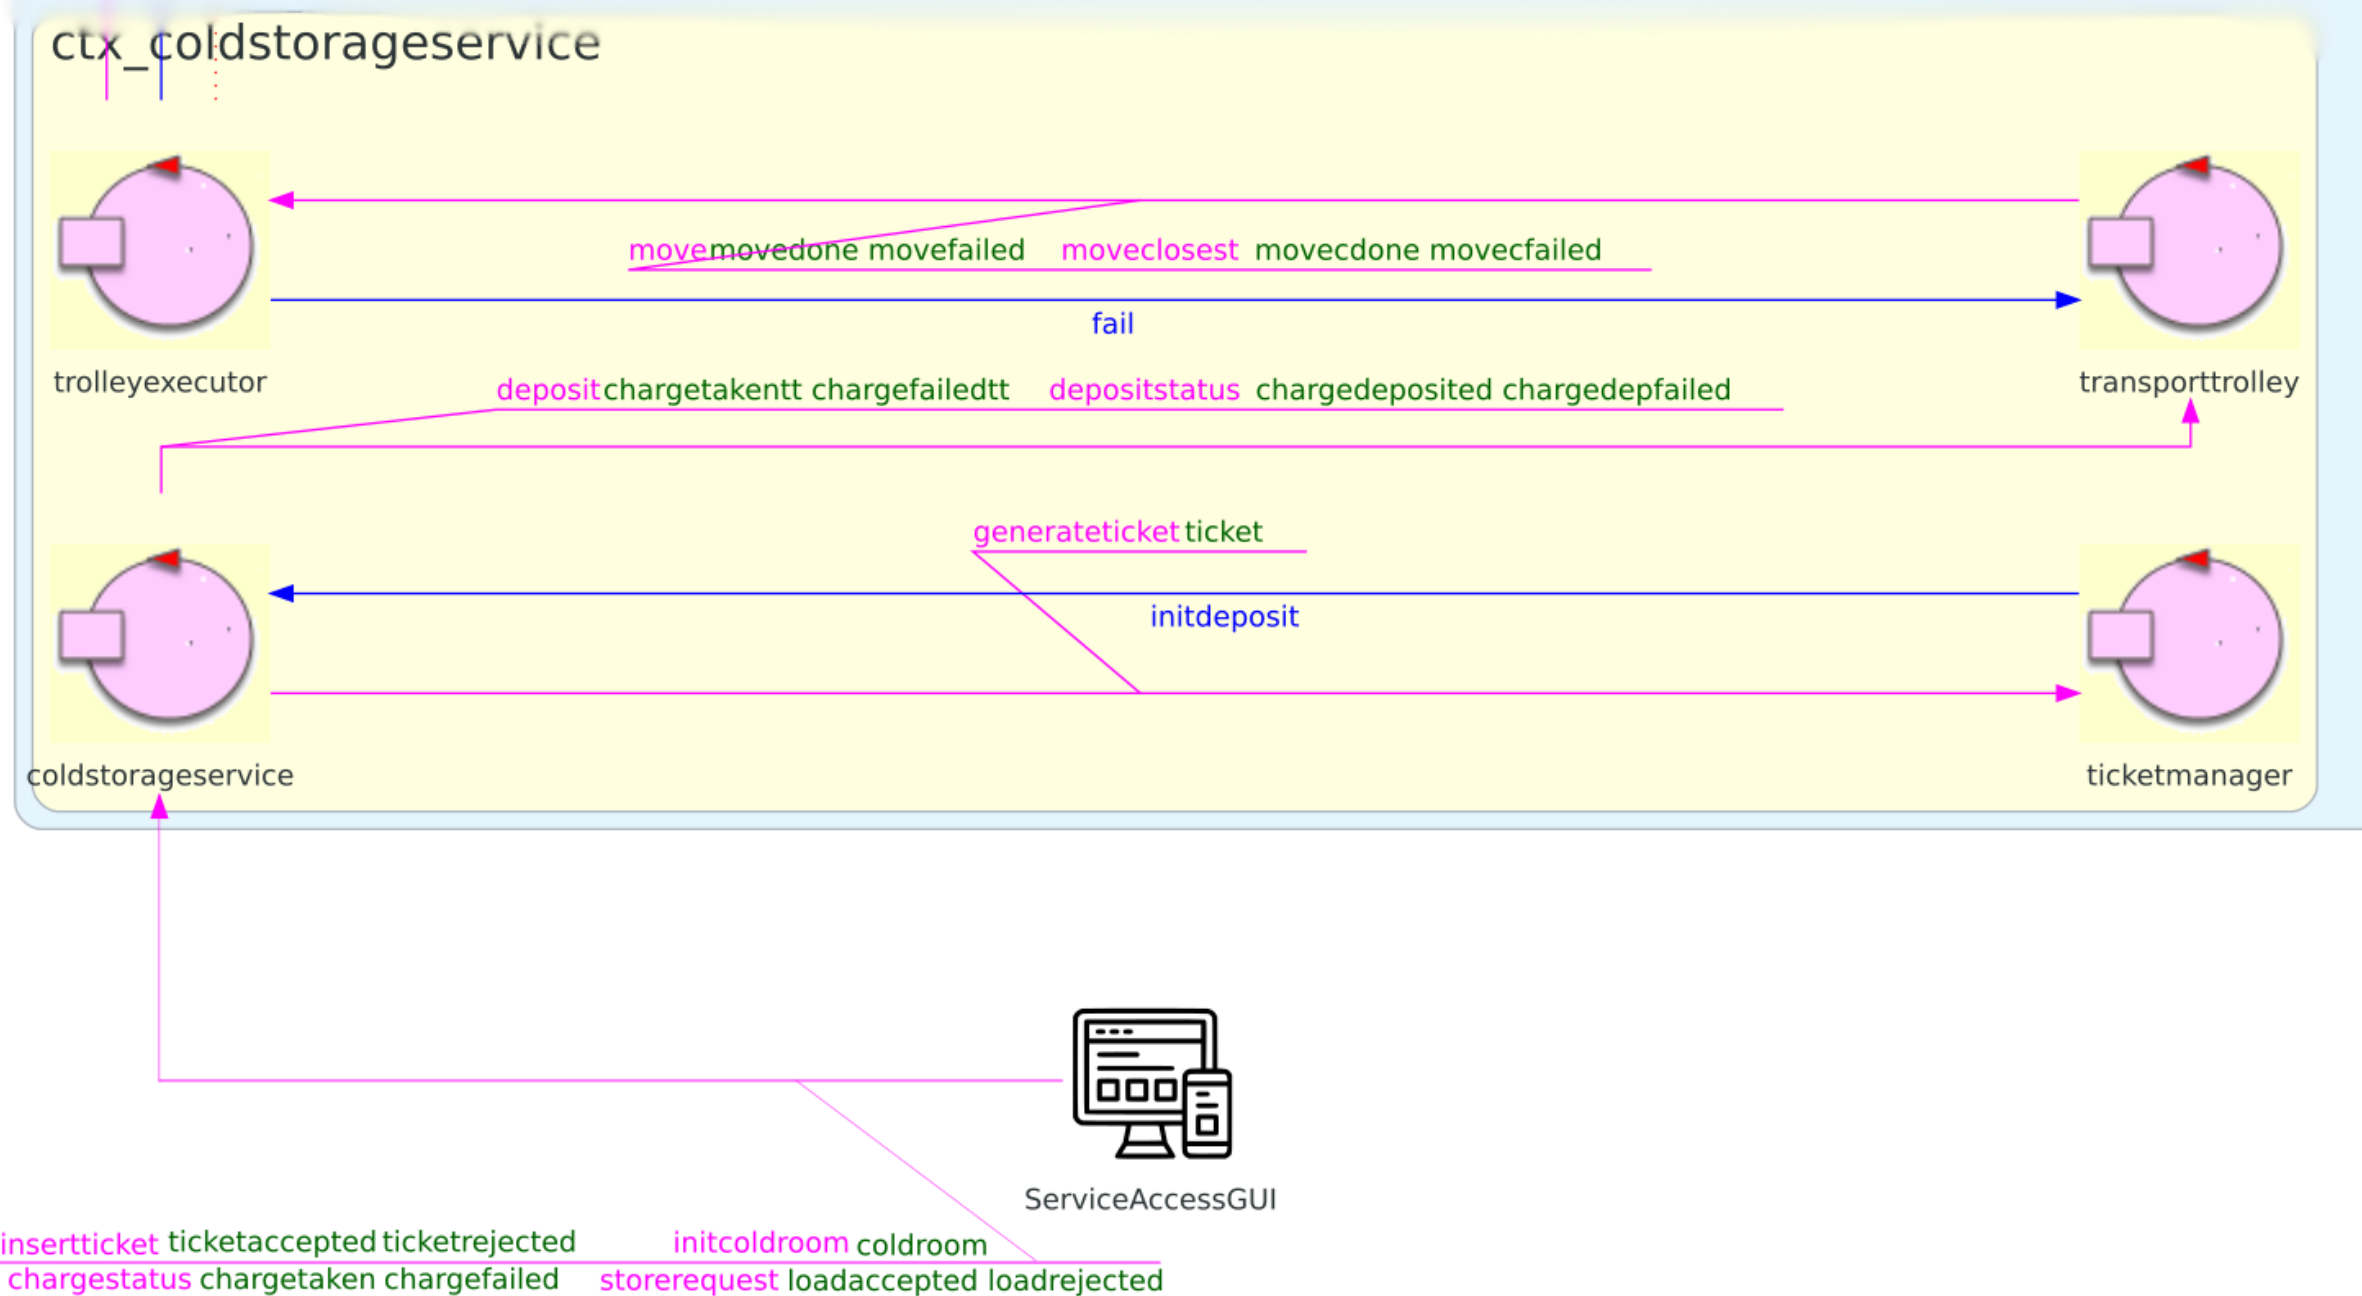 ctx_coldstorageservice
move movedone movefailed moveclosest movecdone movecfailed
fail
trolleyexecutor
transporttrolley
deposit chargetakentt chargefailedtt depositstatus chargedeposited chargedepfailed
generateticket ticket
initdeposit
coldstorageservice
ticketmanager
ServiceAccessGUI
insertticket ticketaccepted ticketrejected initcoldroom coldroom
chargestatus chargetaken chargefailed storerequest loadaccepted loadrejected